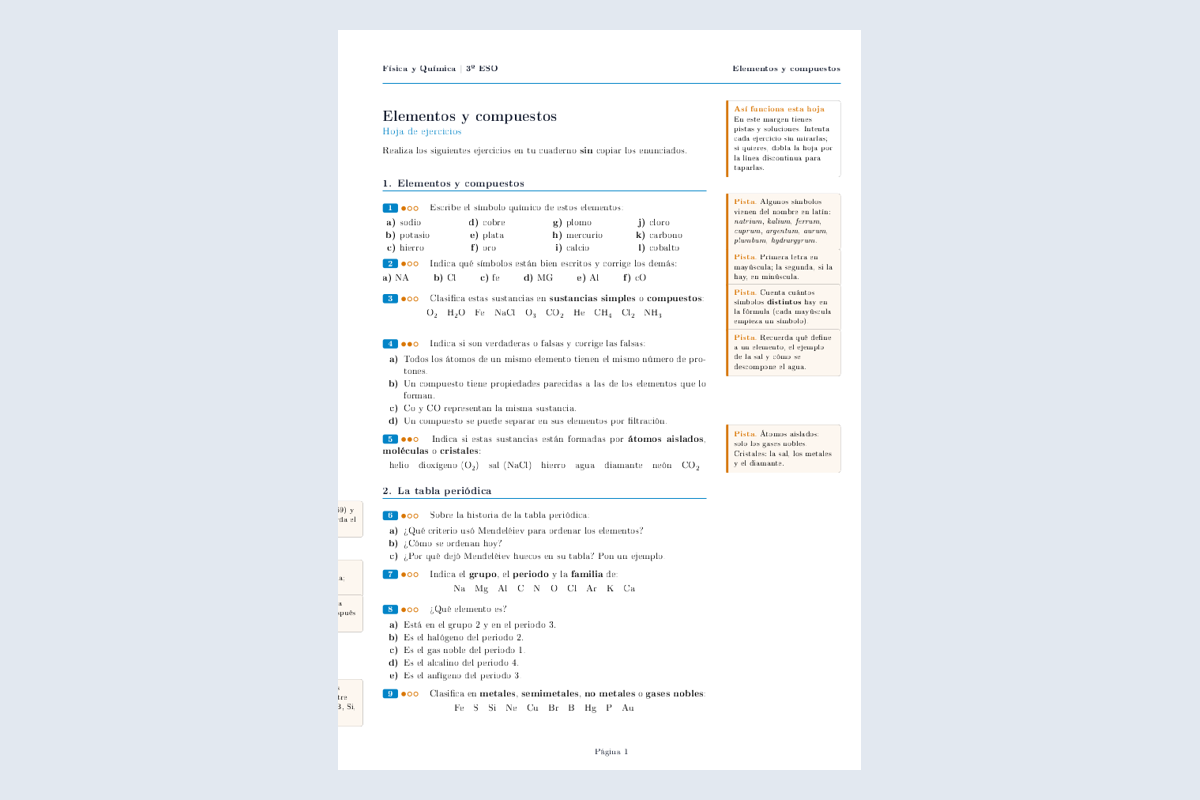 Física y Química | 3º ESO
Elementos y compuestos
Elementos y compuestos
Hoja de ejercicios
Realiza los siguientes ejercicios en tu cuaderno sin copiar los enunciados.
Así funciona esta hoja
En este margen tienes
pistas y soluciones. Intenta
cada ejercicio sin mirarlas;
si quieres, dobla la hoja por
la línea discontinua para
taparlas.
1. Elementos y compuestos
1 Escribe el símbolo químico de estos elementos:
a) sodio d) cobre g) plomo j) cloro
b) potasio e) plata h) mercurio k) carbono
c) hierro f) oro i) calcio l) cobalto
Pista. Algunos símbolos
vienen del nombre en latín:
natrium, kalium, ferrum,
cuprum, argentum, aurum,
plumbum, hydrargyrum.
2 Indica qué símbolos están bien escritos y corrige los demás:
a) NA b) Cl c) fe d) MG e) Al f) cO
Pista. Primera letra en
mayúscula; la segunda, si la
hay, en minúscula.
3 Clasifica estas sustancias en sustancias simples o compuestos:
O₂ H₂O Fe NaCl O₃ CO₂ He CH₄ Cl₂ NH₃
Pista. Cuenta cuántos
símbolos distintos hay en
la fórmula (cada mayúscula
empieza un símbolo)
4 Indica si son verdaderas o falsas y corrige las falsas:
a) Todos los átomos de un mismo elemento tienen el mismo número de pro-
tones.
b) Un compuesto tiene propiedades parecidas a las de los elementos que lo
forman.
c) Co y CO representan la misma sustancia.
d) Un compuesto se puede separar en sus elementos por filtración.
Pista. Recuerda qué define
a un elemento, el ejemplo
de la sal y cómo se
descompone el agua.
5 Indica si estas sustancias están formadas por átomos aislados,
moléculas o cristales:
helio dioxígeno (O₂) sal (NaCl) hierro agua diamante neón CO₂
Pista. Átomos aislados:
solo los gases nobles.
Cristales: la sal, los metales
y el diamante.
2. La tabla periódica
6 Sobre la historia de la tabla periódica:
a) ¿Qué criterio usó Mendeléiev para ordenar los elementos?
b) ¿Cómo se ordenan hoy?
c) ¿Por qué dejó Mendeléiev huecos en su tabla? Pon un ejemplo
7 Indica el grupo, el periodo y la familia de:
Na Mg Al C N O Cl Ar K Ca
8 ¿Qué elemento es?
a) Está en el grupo 2 y en el periodo 3.
b) Es el halógeno del periodo 2.
c) Es el gas noble del periodo 1.
d) Es el alcalino del periodo 4.
e) Es el anfígeno del periodo 3
9 Clasifica en metales, semimetales, no metales o gases nobles:
Fe S Si Ne Cu Br B Hg P Au
Página 1